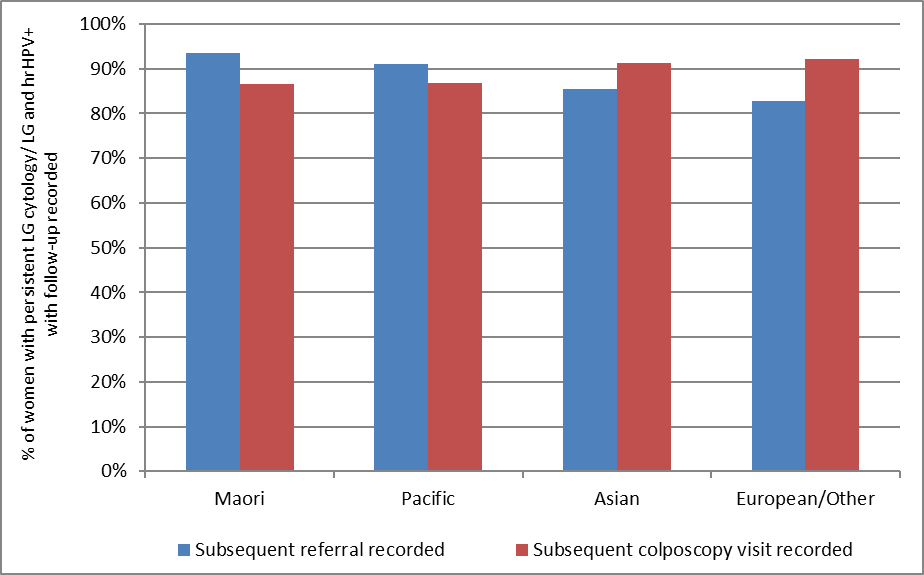 % of women with persistent LG cytology/ LG and hrHPV+
with follow-up recorded
100%
90%
80%
70%
60%
50%
40%
30%
20%
10%
0%
Maori Pacific Asian European/Other
Subsequent referral recorded Subsequent colposcopy visit recorded